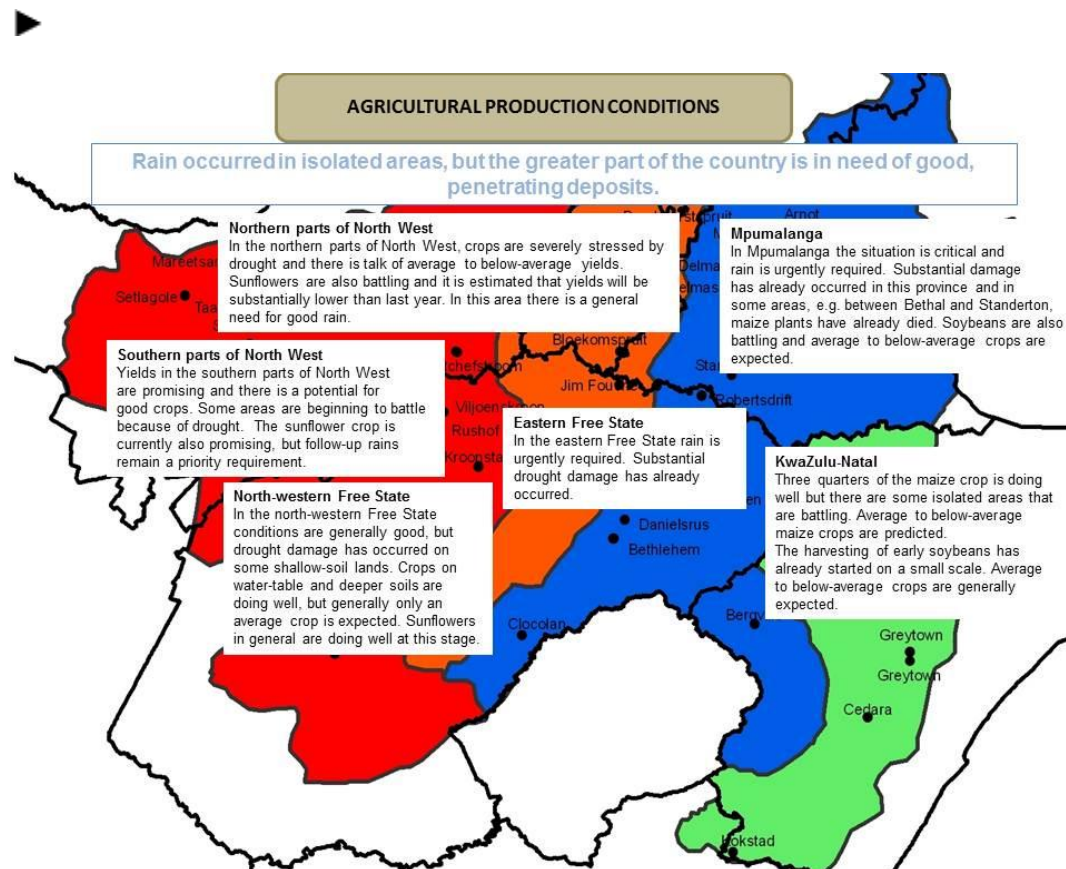 AGRICULTURAL PRODUCTION CONDITIONS
Rain occurred in isolated areas, but the greater part of the country is in need of good,
penetrating deposits.
Northern parts of North West
In the northern parts of North West, crops are severely stressed by
drought and there is talk of average to below-average yields.
Sunflowers are also battling and it is estimated that yields will be
substantially lower than last year. In this area there is a general
need for good rain.
Arnot
Mpumalanga
In Mpumalanga the situation is critical and
rain is urgently required. Substantial damage
has already occurred in this province and in
some areas, e.g. between Bethal and Standerton,
maize plants have already died. Soybeans are also
battling and average to below-average crops are
expected.
Setlagole
Southern parts of North West
Yields in the southern parts of North West
are promising and there is a potential for
good crops. Some areas are beginning to battle
because of drought. The sunflower crop is
currently also promising, but follow-up rains
remain a priority requirement.
Bloekomspruit
Jim Fouche
Robertsdrift
Viljoenskroon
Rushof
Eastern Free State
In the eastern Free State rain is
urgently required. Substantial
drought damage has already
occurred.
KwaZulu-Natal
Three quarters of the maize crop is doing
well but there are some isolated areas that
are battling. Average to below-average
maize crops are predicted.
The harvesting of early soybeans has
already started on a small scale. Average
to below-average crops are generally
expected.
North-western Free State
In the north-western Free State
conditions are generally good, but
drought damage has occurred on
some shallow-soil lands. Crops on
water-table and deeper soils are
doing well, but generally only an
average crop is expected. Sunflowers
in general are doing well at this stage.
Danielsrus
Bethlehem
Clocolan
Greytown
Greytown
Cedara
Kokstad